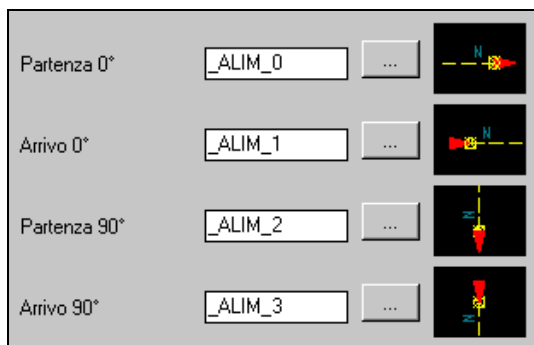 Partenza 0° _ALIM_0 ... N
Arrivo 0° _ALIM_1 ... N
Partenza 90° _ALIM_2 ... N
Arrivo 90° _ALIM_3 ... N